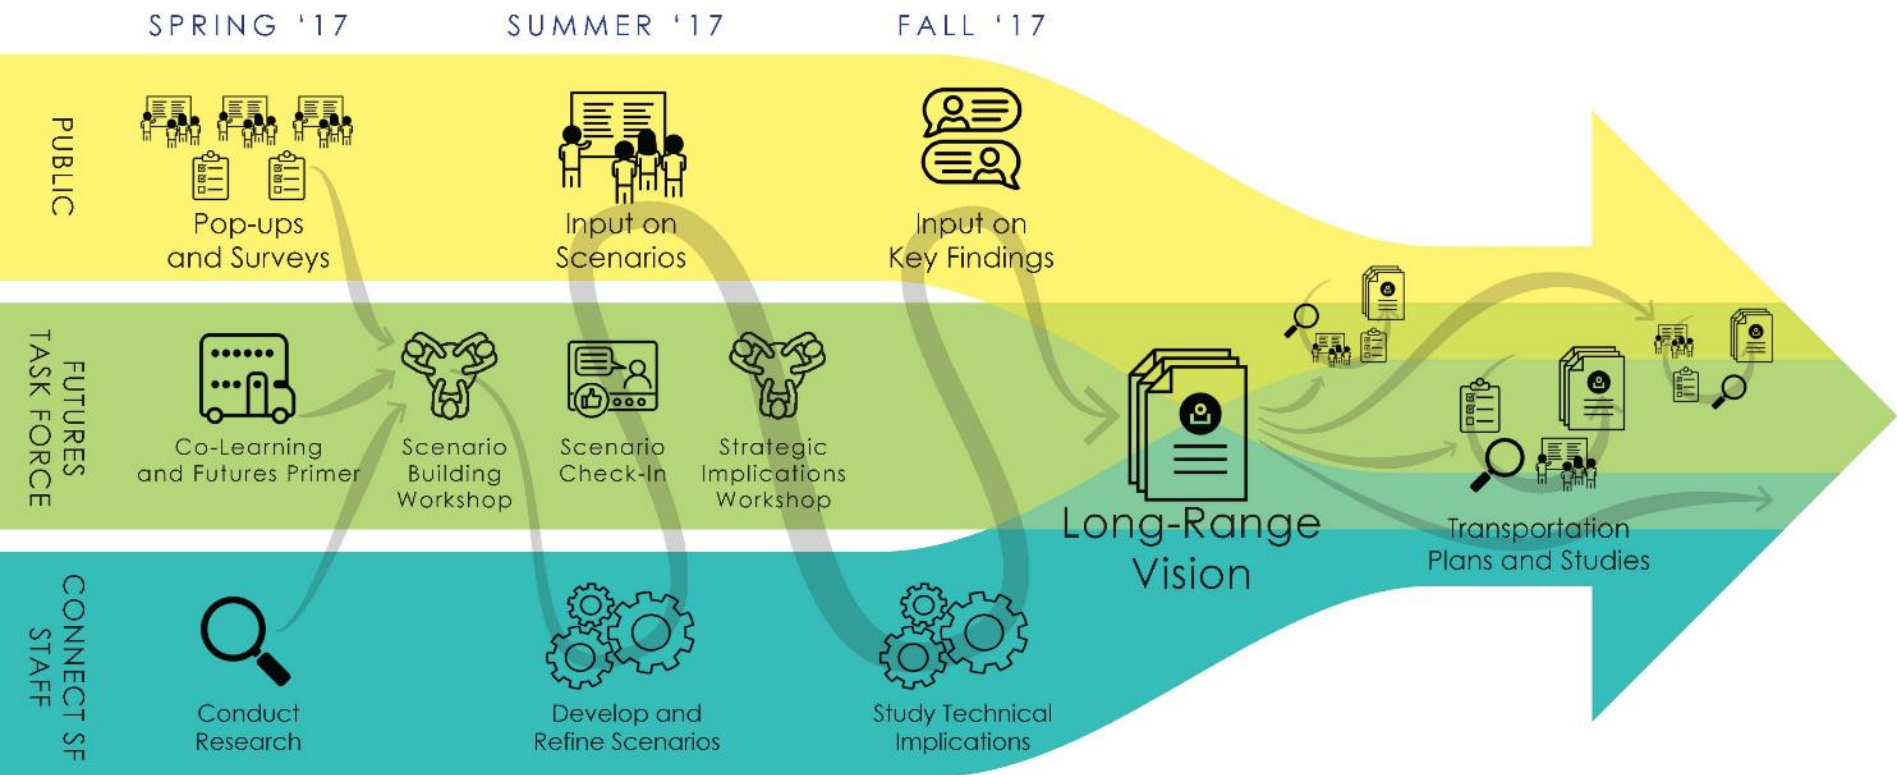 SPRING ‘17
SUMMER ‘17
FALL ‘17
PUBLIC
Pop-ups
and Surveys
Input on
Scenarios
Input on
Key Findings
FUTURES
TASK FORCE
Co-Learning
and Futures Primer
Scenario
Building
Workshop
Scenario
Check-In
Strategic
Implications
Workshop
Long-Range
Vision
Transportation
Plans and Studies
CONNECT SF
STAFF
Conduct
Research
Develop and
Refine Scenarios
Study Technical
Implications